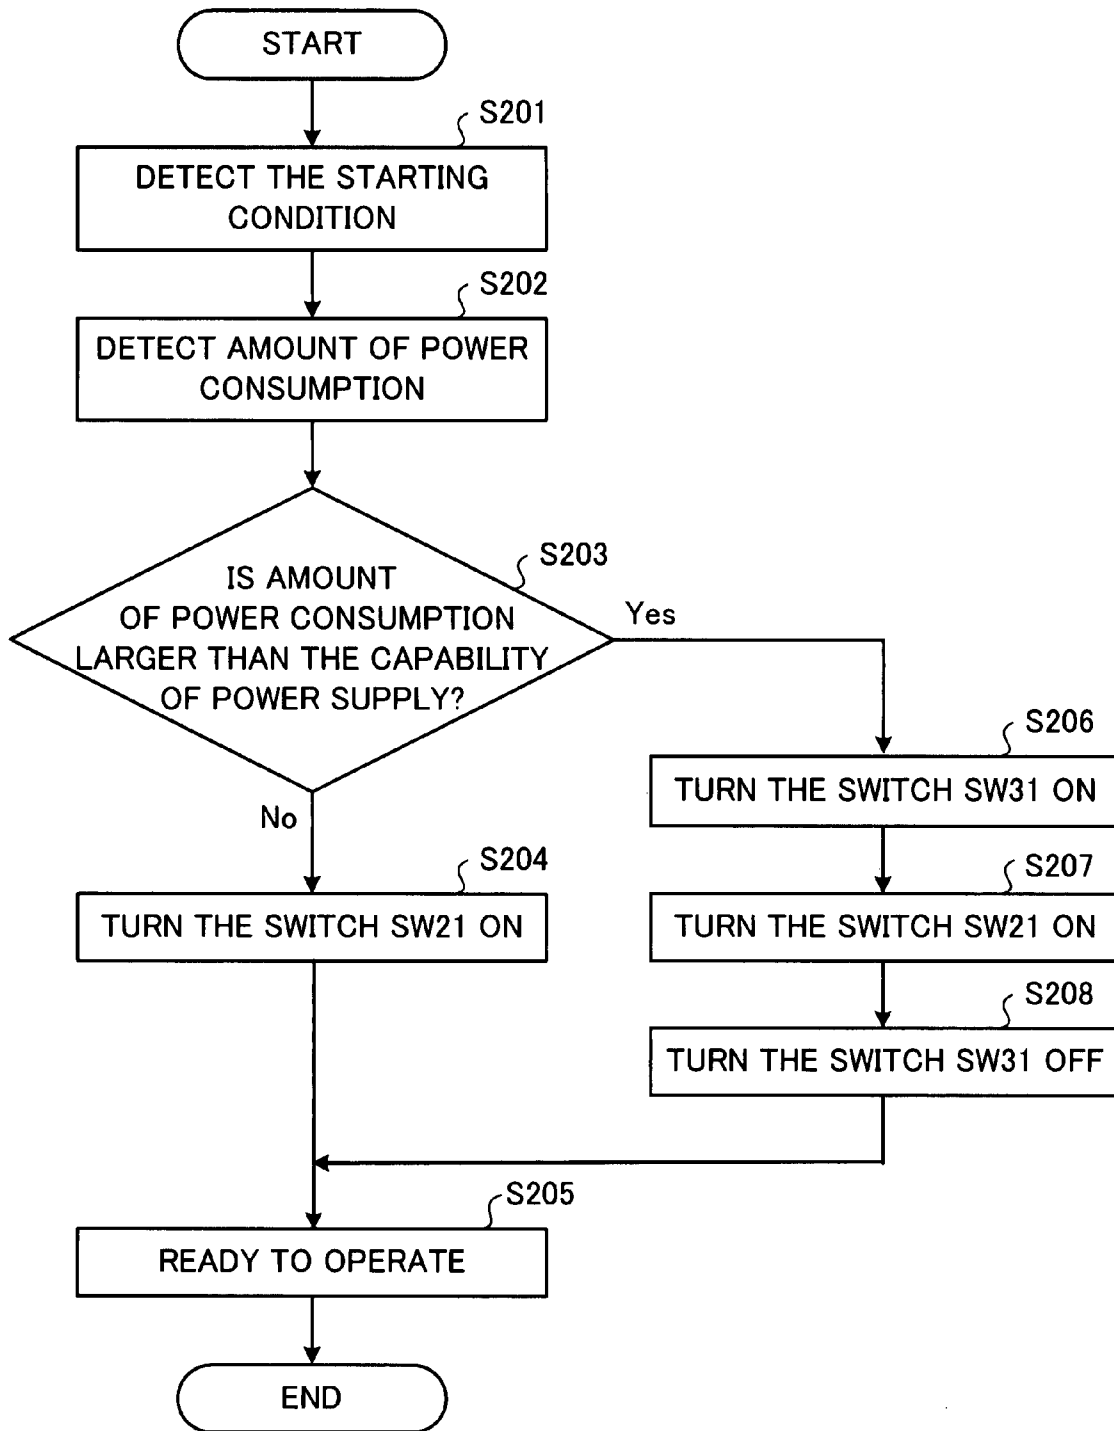 START
S201
DETECT THE STARTING
CONDITION
S202
DETECT AMOUNT OF POWER
CONSUMPTION
S203
IS AMOUNT
OF POWER CONSUMPTION
LARGER THAN THE CAPABILITY
OF POWER SUPPLY?
Yes
No
S204
TURN THE SWITCH SW21 ON
S206
TURN THE SWITCH SW31 ON
S207
TURN THE SWITCH SW21 ON
S208
TURN THE SWITCH SW31 OFF
S205
READY TO OPERATE
END